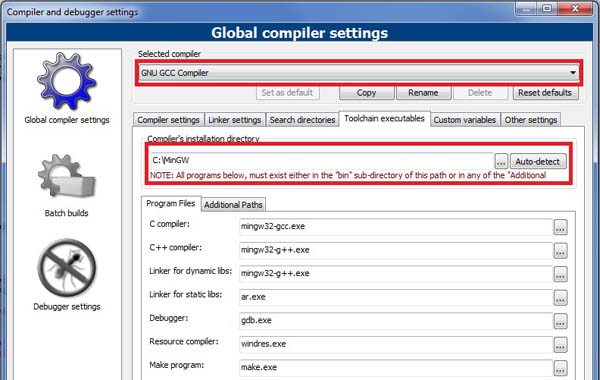 Compiler and debugger settings
Global compiler settings
Selected compiler
GNU GCC Compiler
Set as default Copy Rename Delete Reset defaults
Global compiler settings
Compiler settings Linker settings Search directories Toolchain executables Custom variables Other settings
Compiler's installation directory
C:\MinGW ... Auto-detect
NOTE: All programs below, must exist either in the "bin" sub-directory of this path or in any of the "Additional
Batch builds
Program Files Additional Paths
C compiler: mingw32-gcc.exe ...
C++ compiler: mingw32-g++.exe ...
Linker for dynamic libs: mingw32-g++.exe ...
Linker for static libs: ar.exe ...
Debugger settings
Debugger: gdb.exe ...
Resource compiler: windres.exe ...
Make program: make.exe ...